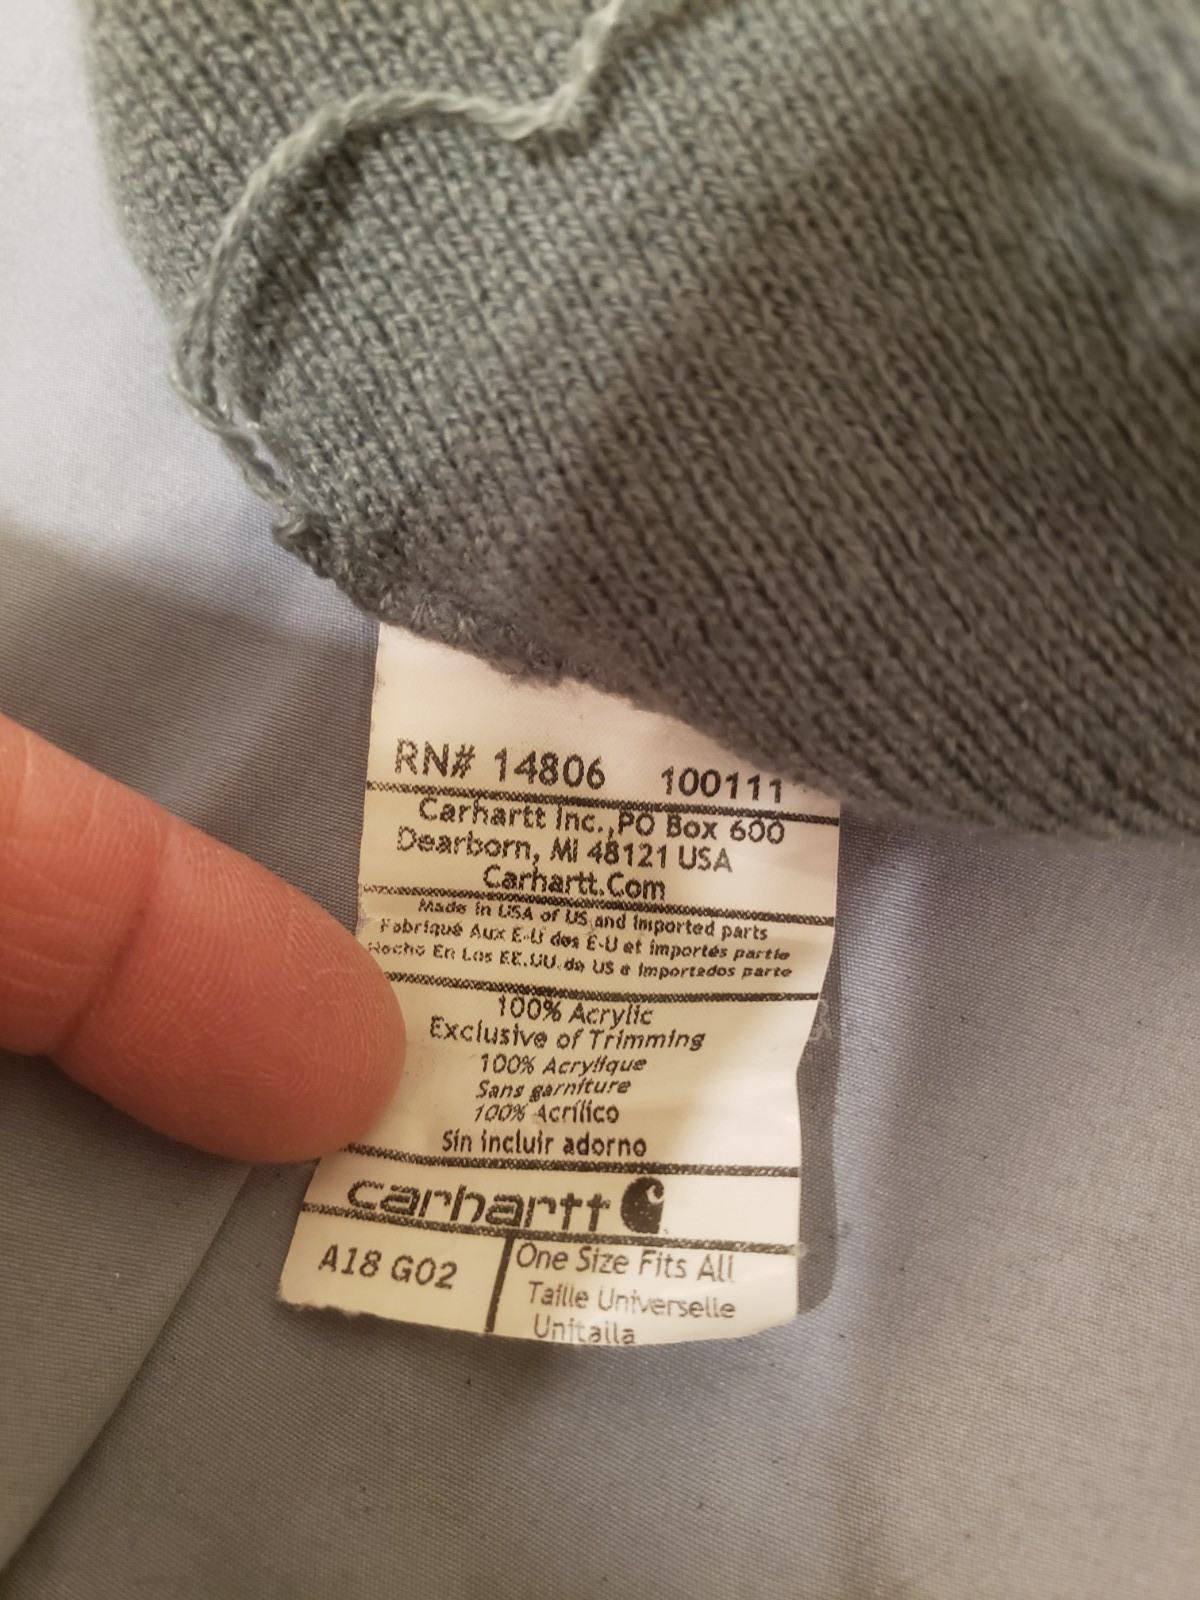 RN# 14806 100111
Carhartt Inc., PO Box 600
Dearborn, MI 48121 USA
Carhartt.Com
Made in USA of US and imported parts
Fabriqué Aux E-U des E-U et importés partie
Hecho En Los EE.UU. de US e Importados parte
100% Acrylic
Exclusive of Trimming
100% Acrylique
Sans garniture
100% Acrílico
Sin incluir adorno
carhartt
A18 G02
One Size Fits All
Taille Universelle
Unitalla